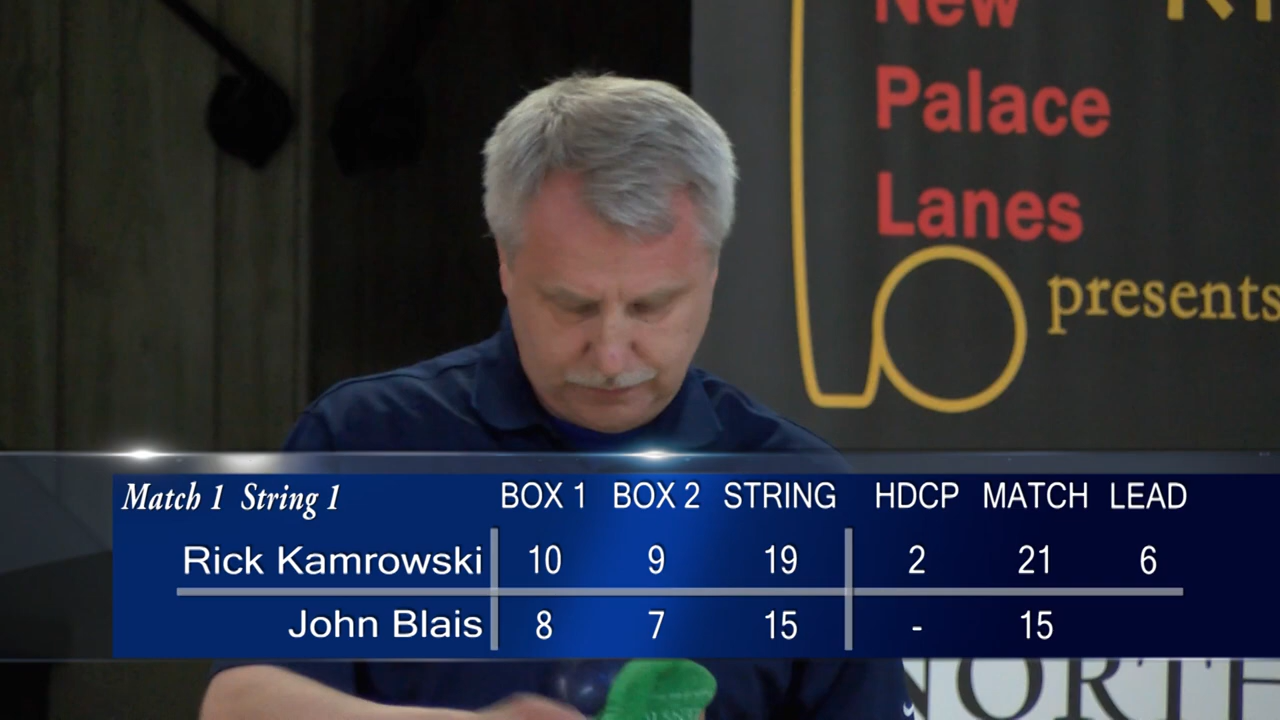 New
Palace
Lanes
presents
Match 1 String 1 BOX 1 BOX 2 STRING HDCP MATCH LEAD
Rick Kamrowski 10 9 19 2 21 6
John Blais 8 7 15 - 15
NORTH